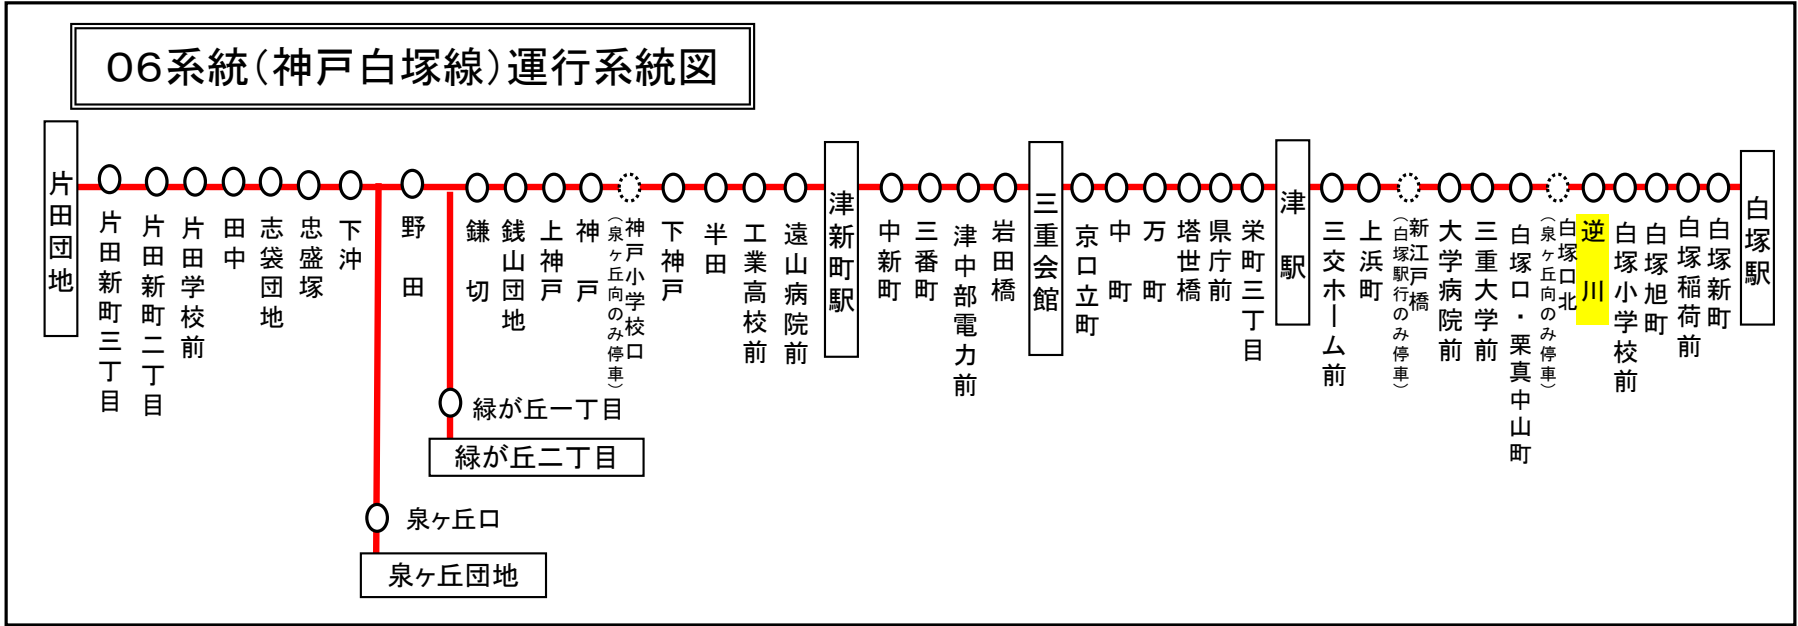 06系統(神戸白塚線)運行系統図
片田団地
片田新町三丁目
片田新町二丁目
片田学校前
田中
志袋団地
忠盛塚
下沖
野田
鎌切
銭山団地
上神戸
神戸
神戸小学校口
(泉ヶ丘向のみ停車)
下神戸
半田
工業高校前
遠山病院前
津新町駅
中新町
三番町
津中部電力前
岩田橋
三重会館
京口立町
中町
万町
塔世橋
県庁前
栄町三丁目
津駅
三交ホーム前
上浜町
新江戸橋
(白塚駅行のみ停車)
大学病院前
三重大学前
白塚口・栗真中山町
白塚口北
(泉ヶ丘向のみ停車)
逆川
白塚小学校前
白塚旭町
白塚稲荷前
白塚新町
白塚駅
緑が丘一丁目
緑が丘二丁目
泉ヶ丘口
泉ヶ丘団地